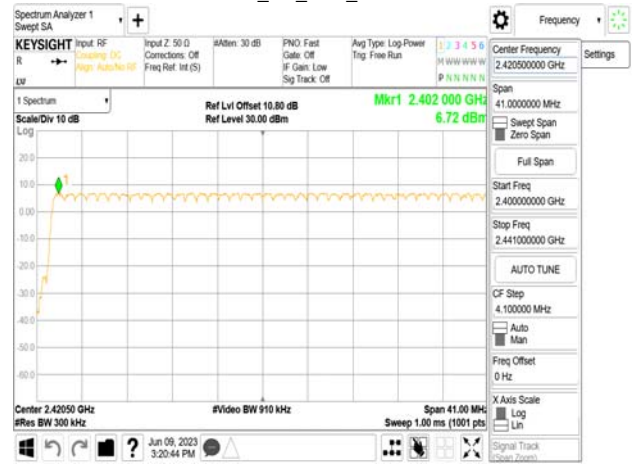 Spectrum Analyzer 1
Swept SA
Frequency
KEYSIGHT
R
Input: RF
Coupling: DC
Align: Auto/No RF
Input Z: 50 Ω
Corrections: Off
Freq Ref: Int (S)
#Atten: 30 dB
PNO: Fast
Gate: Off
IF Gain: Low
Sig Track: Off
Avg Type: Log-Power
Trig: Free Run
1 2 3 4 5 6
M W W W W W
P N N N N N
1 Spectrum
Scale/Div 10 dB
Log
Ref Lvl Offset 10.80 dB
Ref Level 30.00 dBm
Mkr1 2.402 000 GHz
6.72 dBm
20.0
10.0
0.00
-10.0
-20.0
-30.0
-40.0
-50.0
-60.0
1
Center 2.42050 GHz
#Res BW 300 kHz
#Video BW 910 kHz
Span 41.00 MHz
Sweep 1.00 ms (1001 pts
Jun 09, 2023
3:20:44 PM
Settings
Center Frequency
2.420500000 GHz
Span
41.0000000 MHz
Swept Span
Zero Span
Full Span
Start Freq
2.400000000 GHz
Stop Freq
2.441000000 GHz
AUTO TUNE
CF Step
4.100000 MHz
Auto
Man
Freq Offset
0 Hz
X Axis Scale
Log
Lin
Signal Track
(Span Zoom)